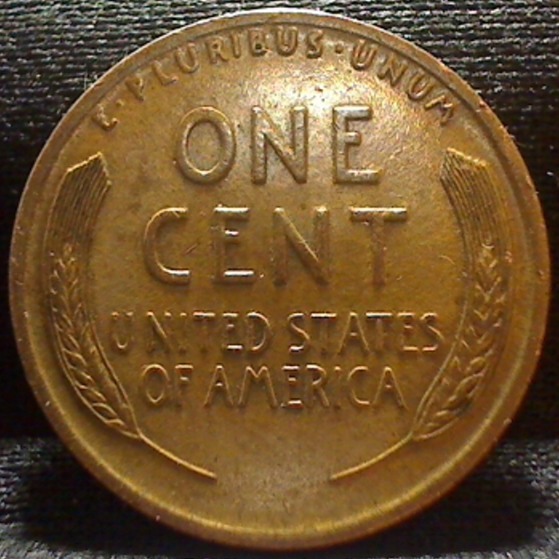 E·PLURIBUS·UNUM
ONE
CENT
UNITED STATES
OF AMERICA